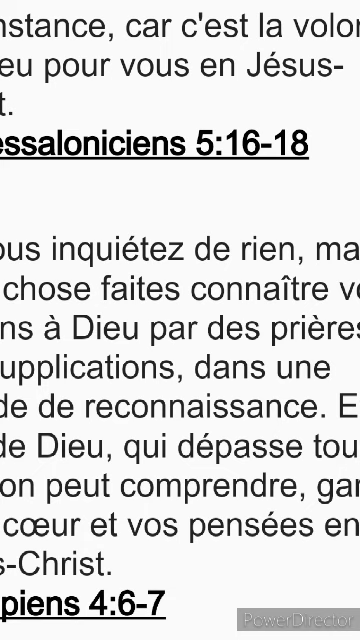 nstance, car c'est la volon
eu pour vous en Jésus-
t.
essaloniciens 5:16-18
ous inquiétez de rien, ma
chose faites connaître v
ns à Dieu par des prières
upplications, dans une
de de reconnaissance. E
de Dieu, qui dépasse tou
on peut comprendre, gar
cœur et vos pensées en
s-Christ.
piens 4:6-7
PowerDirector